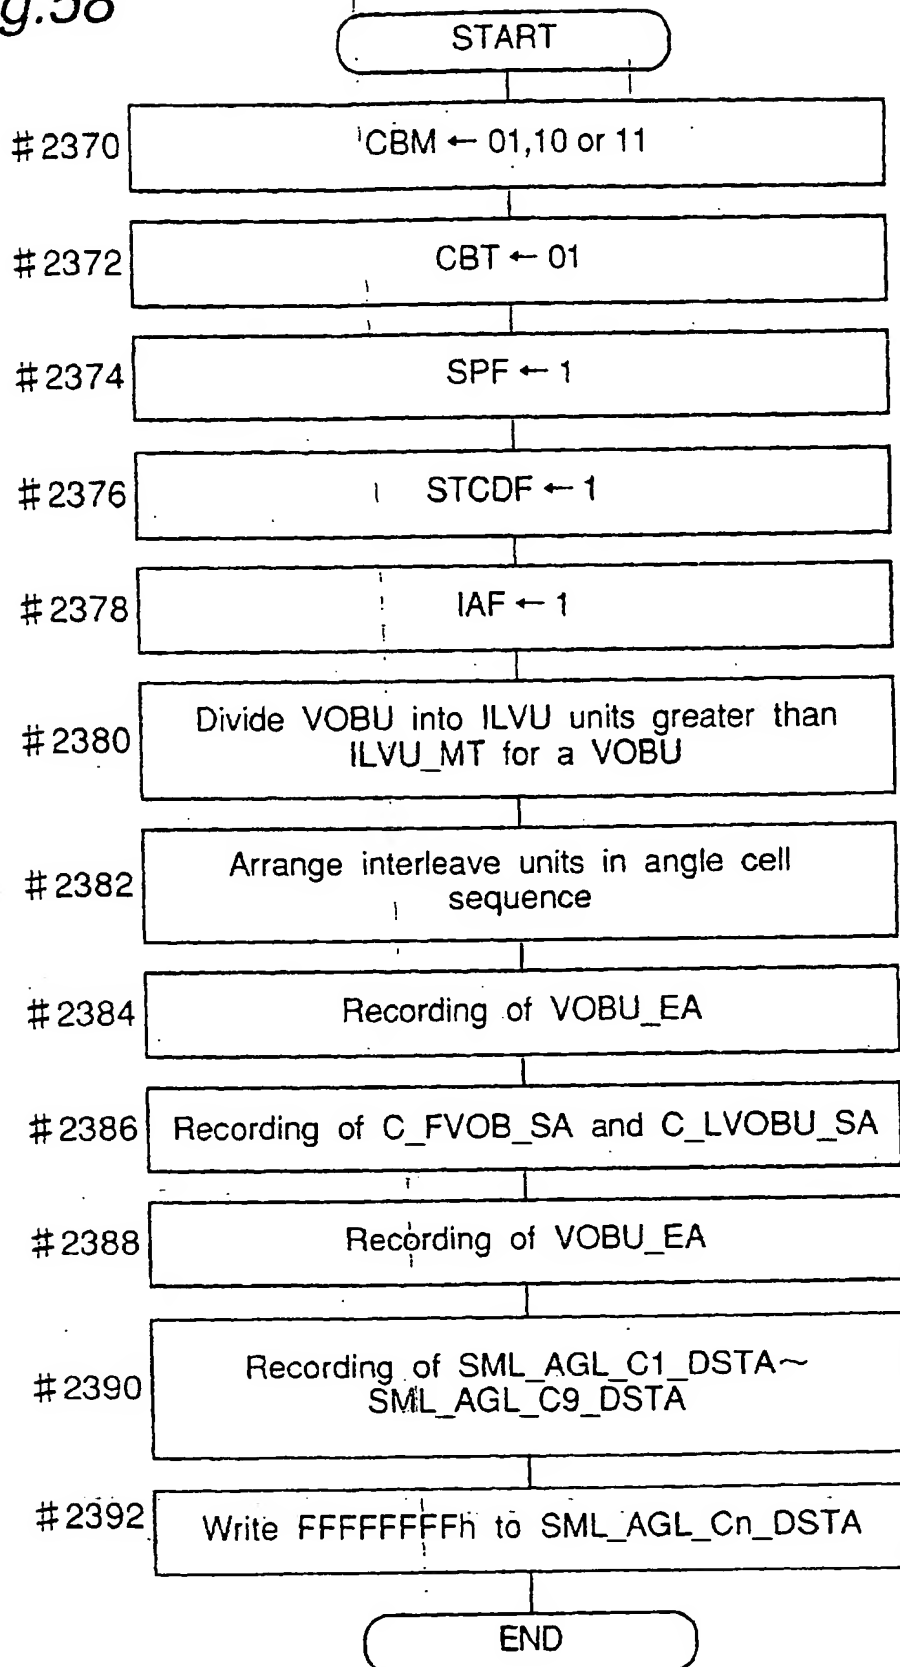 g.58
START
#2370
CBM ← 01,10 or 11
#2372
CBT ← 01
#2374
SPF ← 1
#2376
STCDF ← 1
#2378
IAF ← 1
#2380
Divide VOBU into ILVU units greater than
ILVU_MT for a VOBU
#2382
Arrange interleave units in angle cell
sequence
#2384
Recording of VOBU_EA
#2386
Recording of C_FVOB_SA and C_LVOBU_SA
#2388
Recording of VOBU_EA
#2390
Recording of SML_AGL_C1_DSTA~
SML_AGL_C9_DSTA
#2392
Write FFFFFFFFh to SML_AGL_Cn_DSTA
END